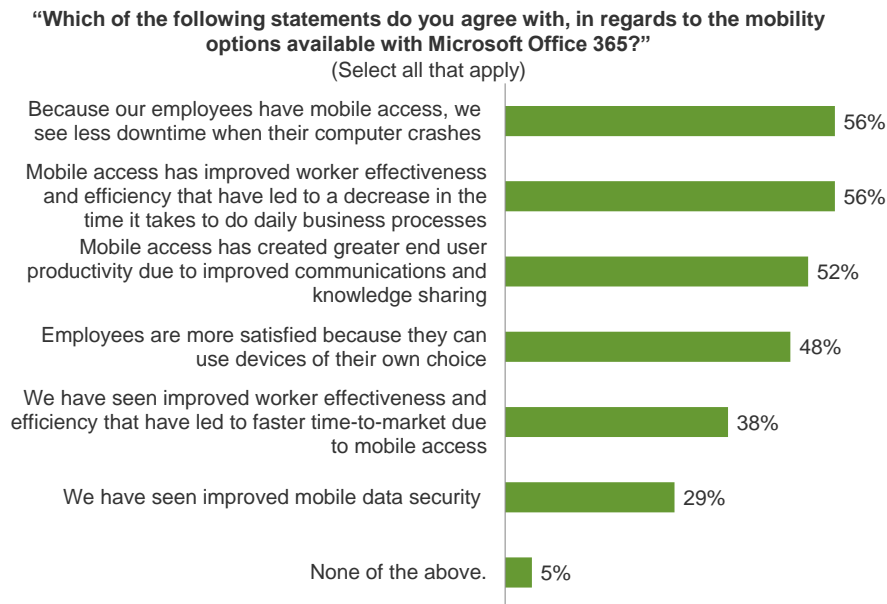 “Which of the following statements do you agree with, in regards to the mobility
options available with Microsoft Office 365?”
(Select all that apply)
Because our employees have mobile access, we
see less downtime when their computer crashes
56%
Mobile access has improved worker effectiveness
and efficiency that have led to a decrease in the
time it takes to do daily business processes
56%
Mobile access has created greater end user
productivity due to improved communications and
knowledge sharing
52%
Employees are more satisfied because they can
use devices of their own choice
48%
We have seen improved worker effectiveness and
efficiency that have led to faster time-to-market due
to mobile access
38%
We have seen improved mobile data security
29%
None of the above.
5%